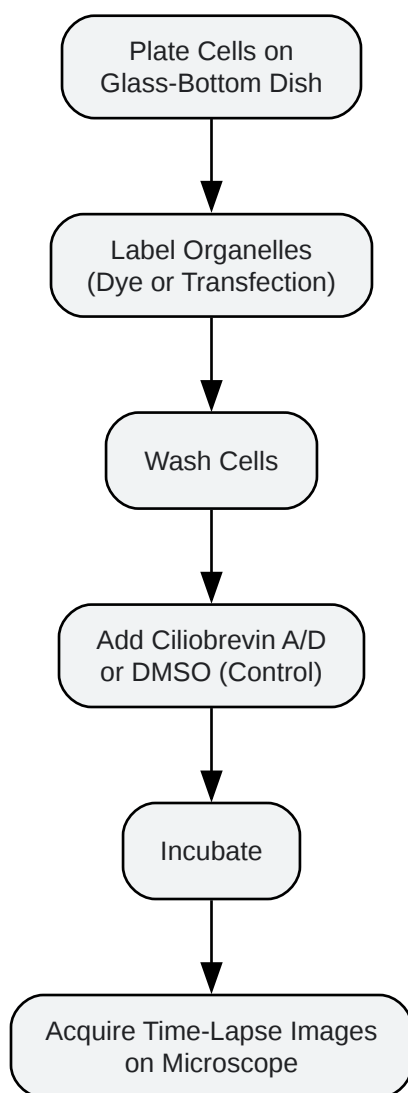 Plate Cells on
Glass-Bottom Dish
Label Organelles
(Dye or Transfection)
Wash Cells
Add Ciliobrevin A/D
or DMSO (Control)
Incubate
Acquire Time-Lapse Images
on Microscope